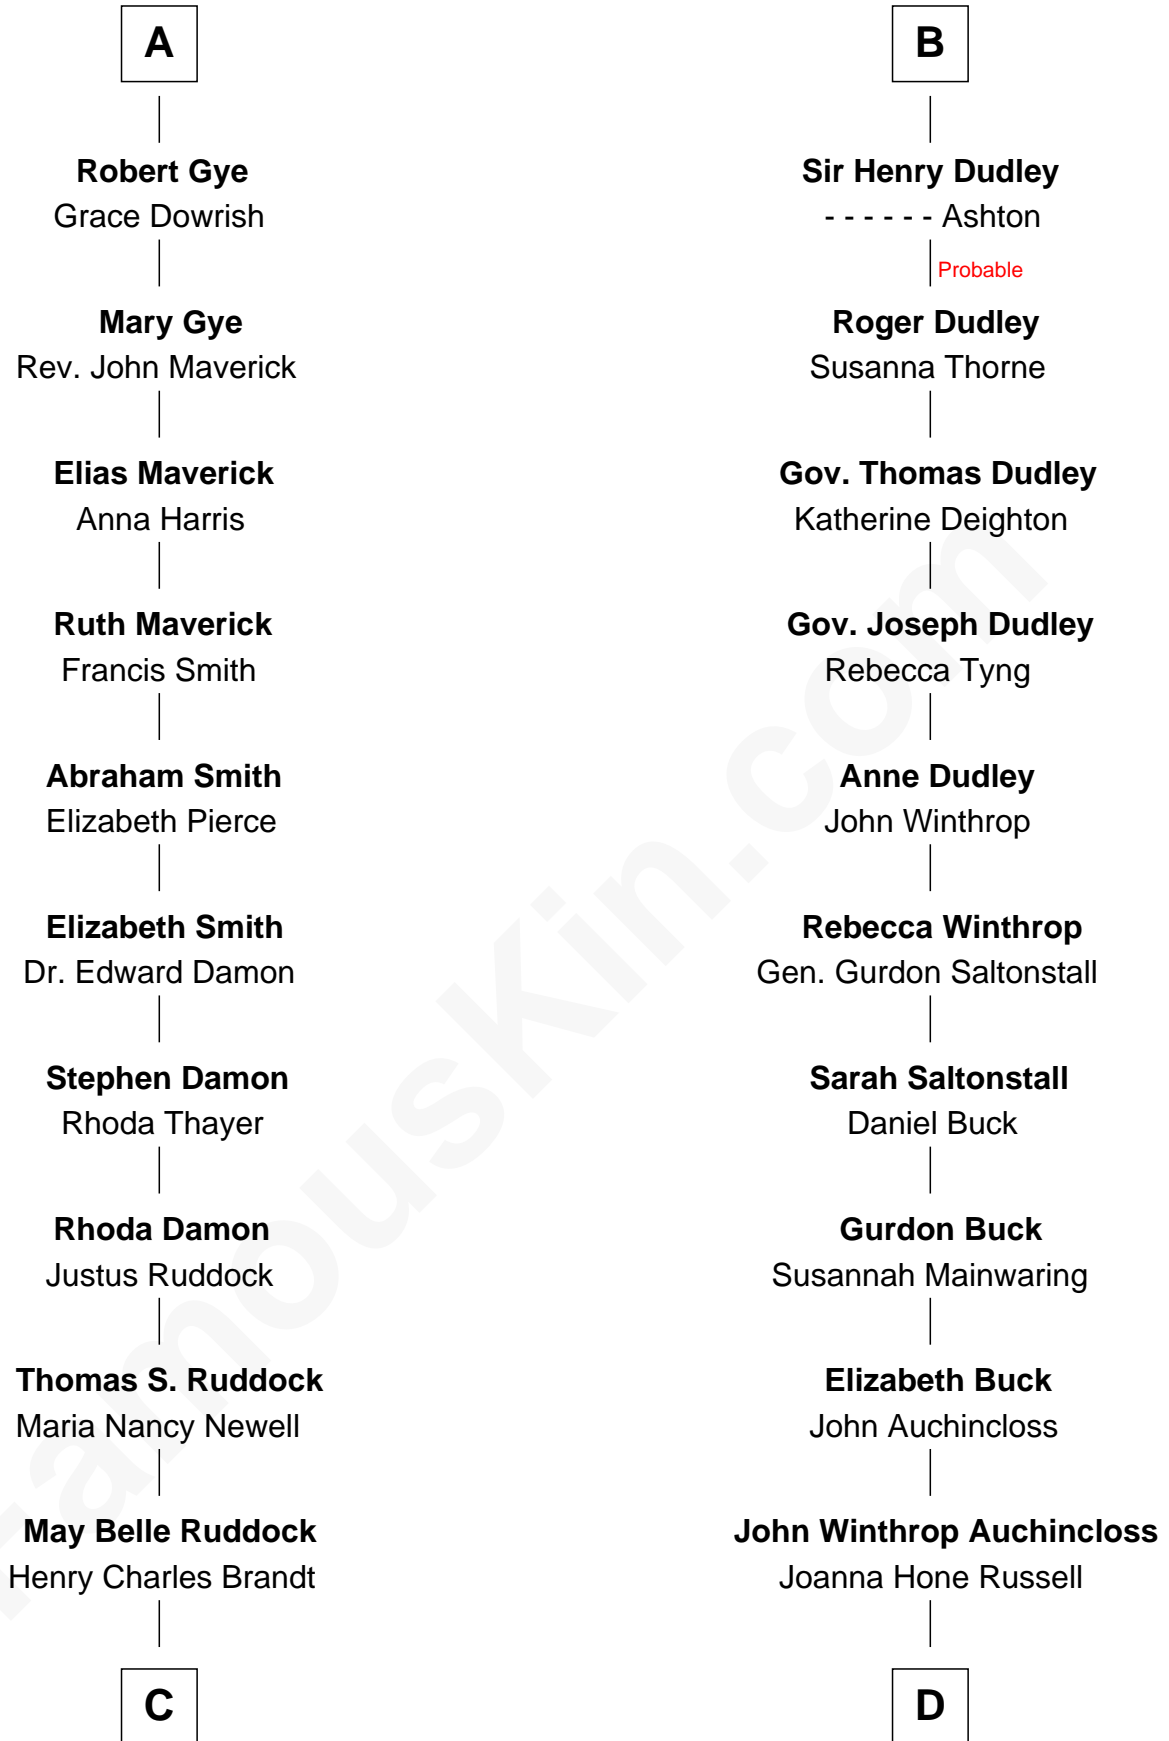 A
Robert Gye
Grace Dowrish
Mary Gye
Rev. John Maverick
Elias Maverick
Anna Harris
Ruth Maverick
Francis Smith
Abraham Smith
Elizabeth Pierce
Elizabeth Smith
Dr. Edward Damon
Stephen Damon
Rhoda Thayer
Rhoda Damon
Justus Ruddock
Thomas S. Ruddock
Maria Nancy Newell
May Belle Ruddock
Henry Charles Brandt
C
B
Sir Henry Dudley
- - - - - - Ashton
Probable
Roger Dudley
Susanna Thorne
Gov. Thomas Dudley
Katherine Deighton
Gov. Joseph Dudley
Rebecca Tyng
Anne Dudley
John Winthrop
Rebecca Winthrop
Gen. Gurdon Saltonstall
Sarah Saltonstall
Daniel Buck
Gurdon Buck
Susannah Mainwaring
Elizabeth Buck
John Auchincloss
John Winthrop Auchincloss
Joanna Hone Russell
D
FamousKin.com